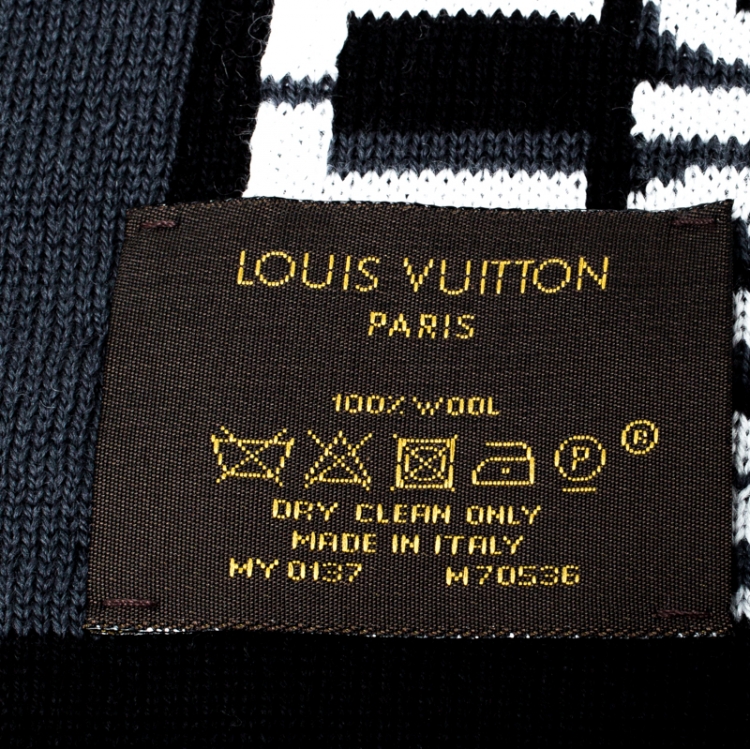 LOUIS VUITTON
PARIS
100% WOOL
P
®
DRY CLEAN ONLY
MADE IN ITALY
MY 0137 M70536